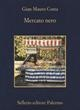 Gian Mauro Costa
Mercato nero
Sellerio editore Palermo